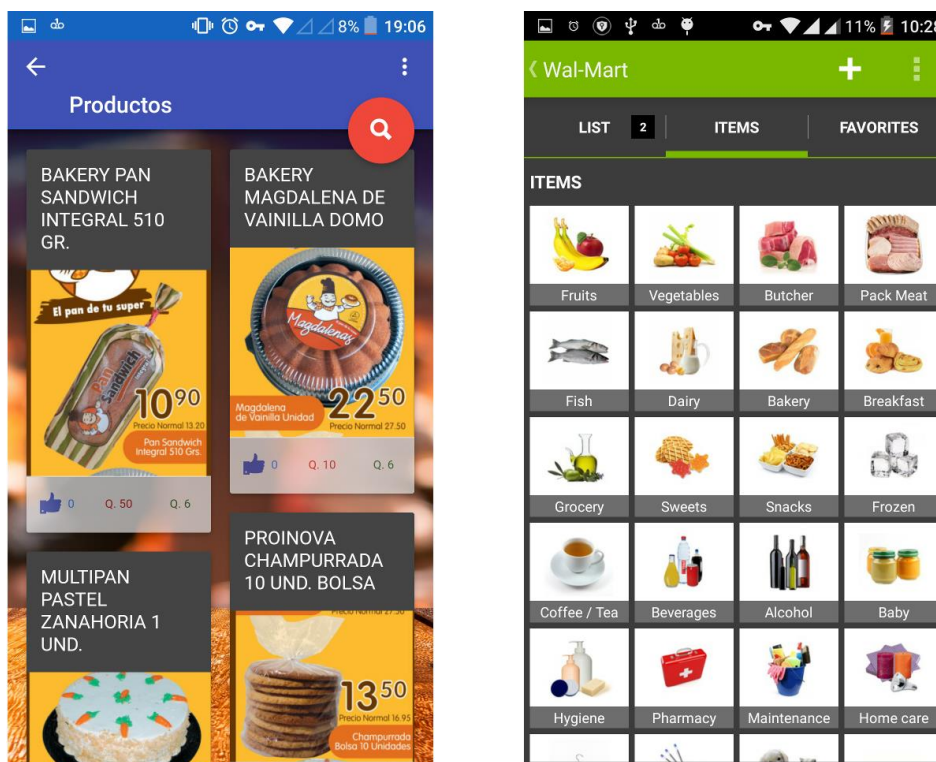 8% 19:06
Productos
BAKERY PAN
SANDWICH
INTEGRAL 510
GR.
El pan de tu super
Pan
Sandwich
10 90
Precio Normal 13.20
Pan Sandwich
Integral 510 Grs.
0 Q. 50 Q. 6
BAKERY
MAGDALENA DE
VAINILLA DOMO
Magdalenas
Magdalena
de Vainilla Unidad
22 50
Precio Normal 27.50
0 Q. 10 Q. 6
MULTIPAN
PASTEL
ZANAHORIA 1
UND.
PROINOVA
CHAMPURRADA
10 UND. BOLSA
Precio Normal 27.50
13 50
Precio Normal 16.95
Champurrada
Bolsa 10 Unidades
11% 10:28
Wal-Mart
LIST 2 ITEMS FAVORITES
ITEMS
Fruits Vegetables Butcher Pack Meat
Fish Dairy Bakery Breakfast
Grocery Sweets Snacks Frozen
Coffee / Tea Beverages Alcohol Baby
Hygiene Pharmacy Maintenance Home care